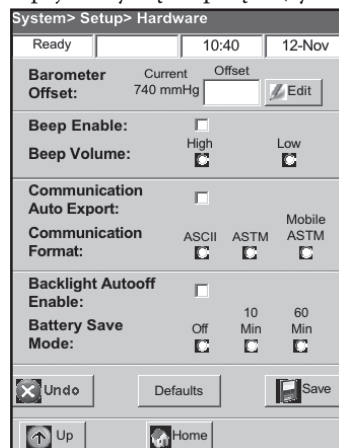 System> Setup> Hardware
Ready 10:40 12-Nov
Barometer Offset: Current 740 mmHg Offset Edit
Beep Enable:
Beep Volume: High Low
Communication Auto Export:
Communication Format: ASCII ASTM Mobile ASTM
Backlight Autooff Enable:
Battery Save Mode: Off 10 Min 60 Min
Undo Defaults Save
Up Home